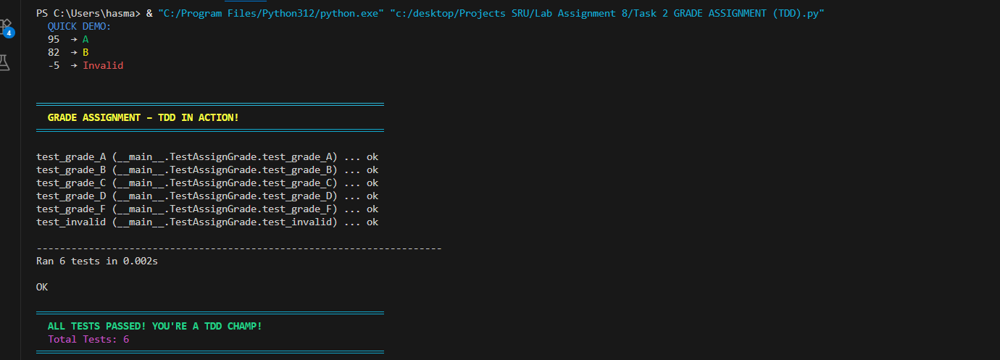 PS C:\Users\hasma> & "C:/Program Files/Python312/python.exe" "c:/desktop/Projects SRU/Lab Assignment 8/Task 2 GRADE ASSIGNMENT (TDD).py"
QUICK DEMO:
95 → A
82 → B
-5 → Invalid
GRADE ASSIGNMENT – TDD IN ACTION!
test_grade_A (__main__.TestAssignGrade.test_grade_A) ... ok
test_grade_B (__main__.TestAssignGrade.test_grade_B) ... ok
test_grade_C (__main__.TestAssignGrade.test_grade_C) ... ok
test_grade_D (__main__.TestAssignGrade.test_grade_D) ... ok
test_grade_F (__main__.TestAssignGrade.test_grade_F) ... ok
test_invalid (__main__.TestAssignGrade.test_invalid) ... ok
----------------------------------------------------------------------
Ran 6 tests in 0.002s
OK
ALL TESTS PASSED! YOU'RE A TDD CHAMP!
Total Tests: 6
4